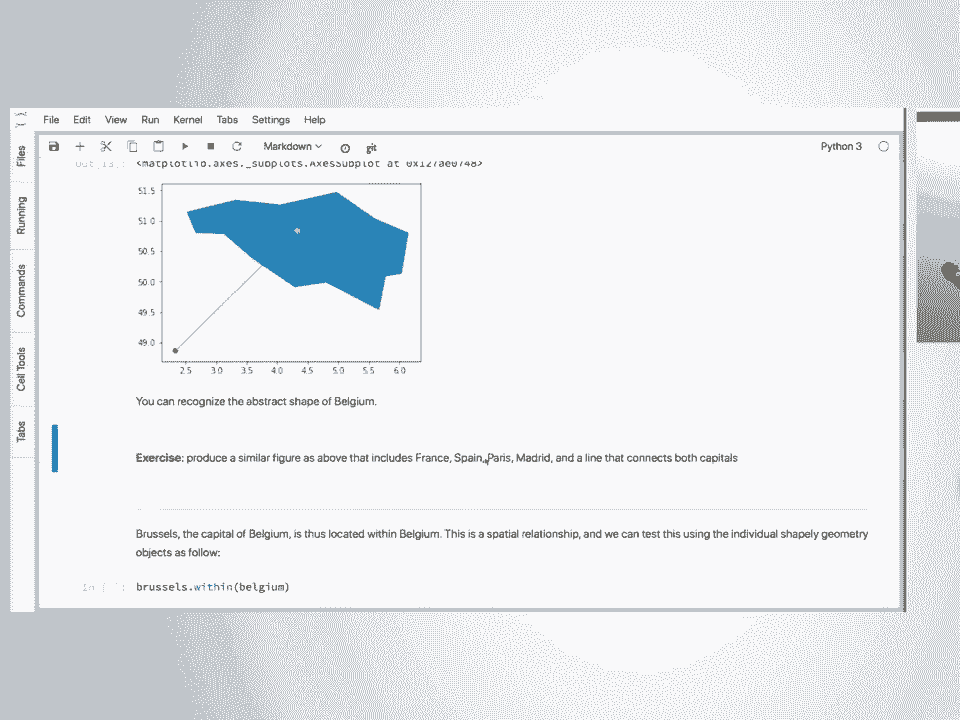 File Edit View Run Kernel Tabs Settings Help
Files
Running
Commands
Cell Tools
Tabs
Markdown
git
Python 3
<matplotlib.axes._subplots.AxesSubplot at 0x127ae0748>
51.5
51.0
50.5
50.0
49.5
49.0
2.5 3.0 3.5 4.0 4.5 5.0 5.5 6.0
You can recognize the abstract shape of Belgium.
Exercise: produce a similar figure as above that includes France, Spain, Paris, Madrid, and a line that connects both capitals
Brussels, the capital of Belgium, is thus located within Belgium. This is a spatial relationship, and we can test this using the individual shapely geometry
objects as follow:
In [ ]: brussels.within(belgium)